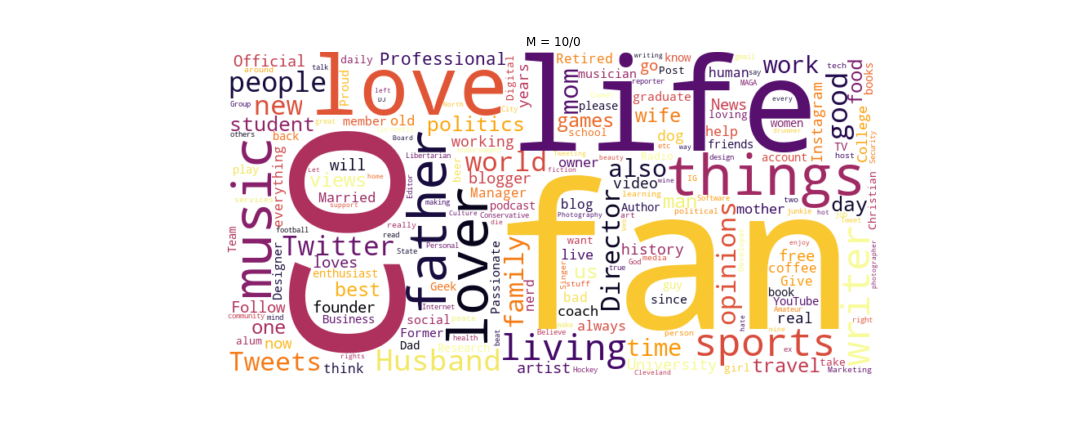 M = 10/0
Official
daily
Professional
love
life
Retired
writing
know
go
Post
reporter
musician
mom
people
around
talk
Proud
left
UJ
Digital
years
human
say
MAGA
work
tech
food
books
good
Group
new
member
old
great
North
City
please
games
graduate
wife
school
News
loving
every
women
Instagram
College
Security
student
others
back
politics
working
dog
etc
way
help
friends
account
TV
host
music
play
services
everything
will
views
home
Let
Married
support
Board
Libertarian
father
Editor
making
beer
world
blogger
Manager
owner
fiction
beauty
radio
also
video
wine
learning
design
IG
Software
things
day
Christian
co
Twitter
loves
football
really
read
State
Culture
Personal
lover
podcast
Conservative
die
blog
Photography
Author
art
man
political
mother
junkie
two
hot
Tweet
Team
Designer
enthusiast
best
founder
Business
Geek
Internet
Passionate
family
nerd
want
live
us
Singer
stuff
bad
coach
true
Director
history
God
media
guy
since
fan
opinions
hate
enjoy
free
coffee
Give
book
YouTube
Amateur
real
writer
photographer
right
Follow
community
mind
one
alum
now
social
peace
Former
Dad
health
Research
beat
Believe
always
person
Tweets
rights
think
Husband
living
artist
Hockey
time
University
Cleveland
sports
girl
travel
ex
take
Marketing